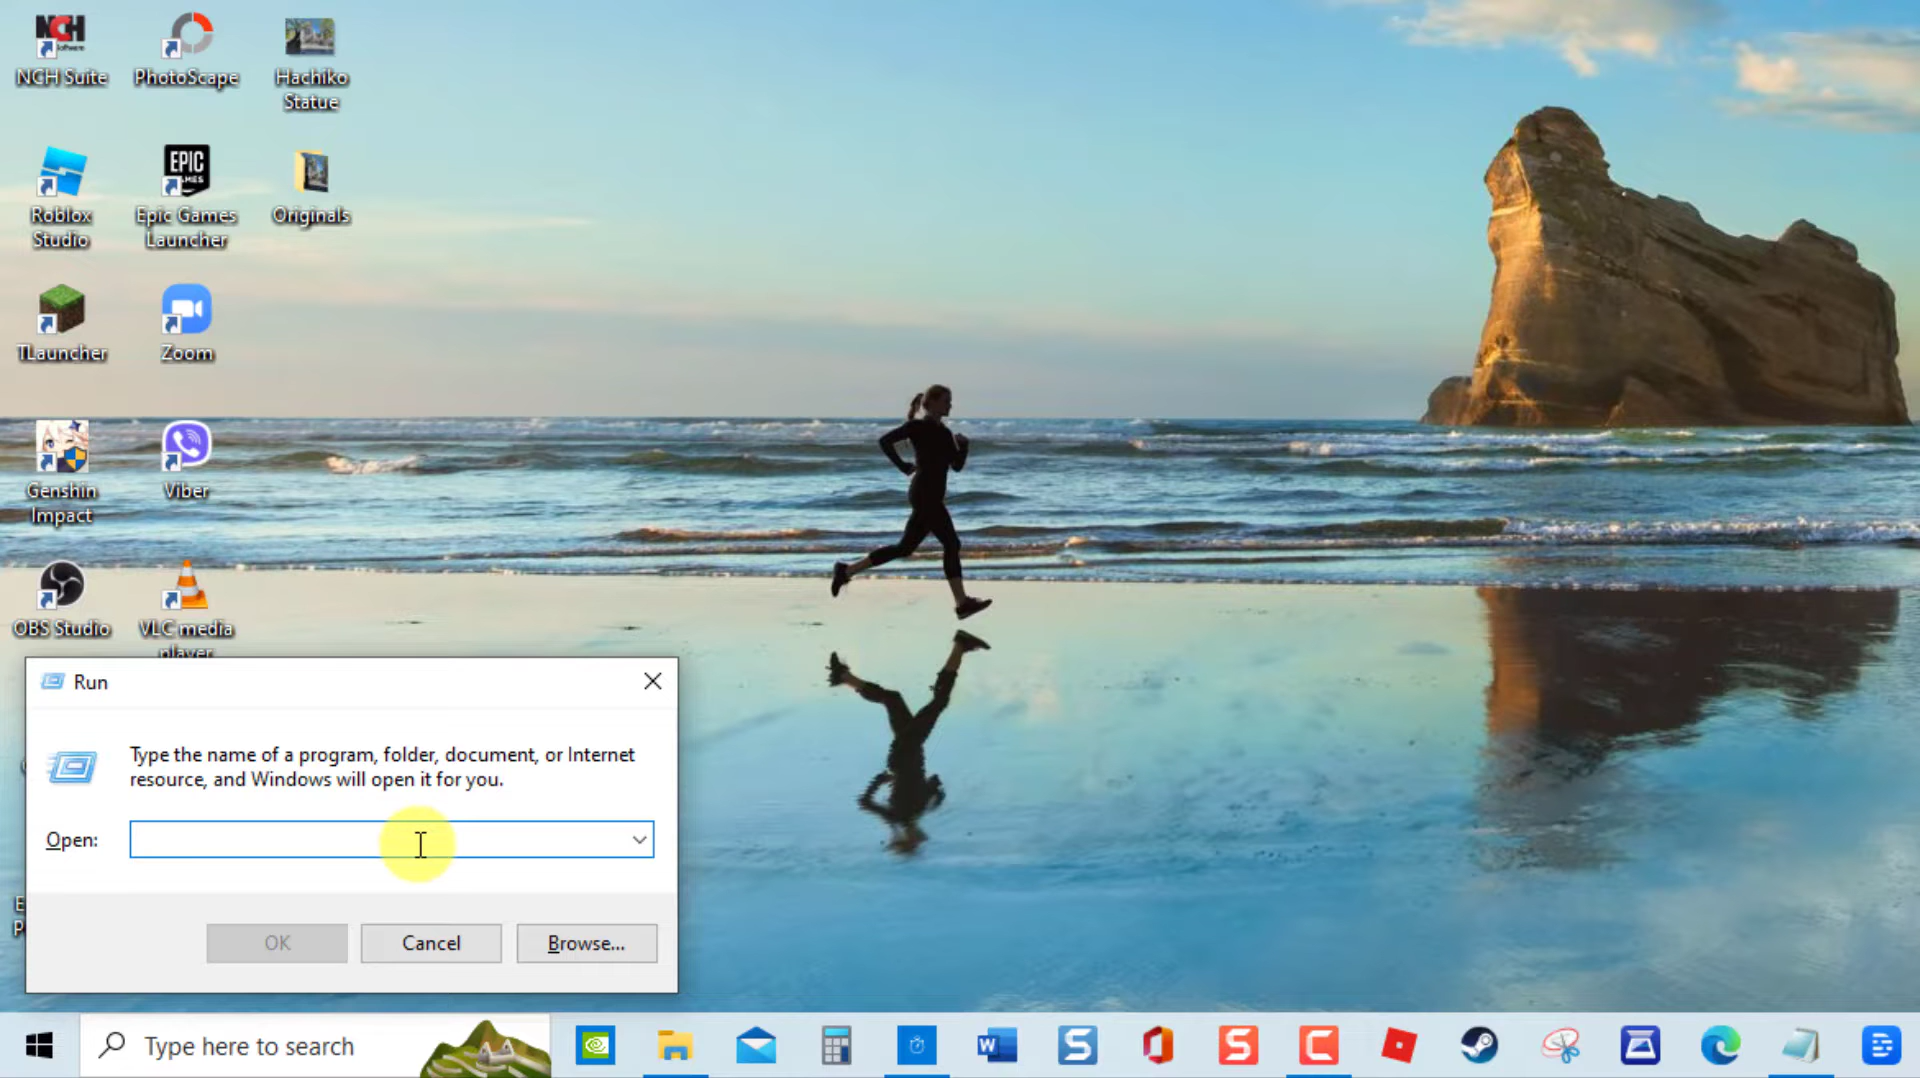 NCH Suite
PhotoScape
Hachiko
Statue
Roblox
Studio
EPIC
Epic Games
Launcher
Originals
TLauncher
Zoom
Genshin
Impact
Viber
OBS Studio
VLC media
player
Run
Type the name of a program, folder, document, or Internet
resource, and Windows will open it for you.
Open:
OK
Cancel
Browse...
Type here to search